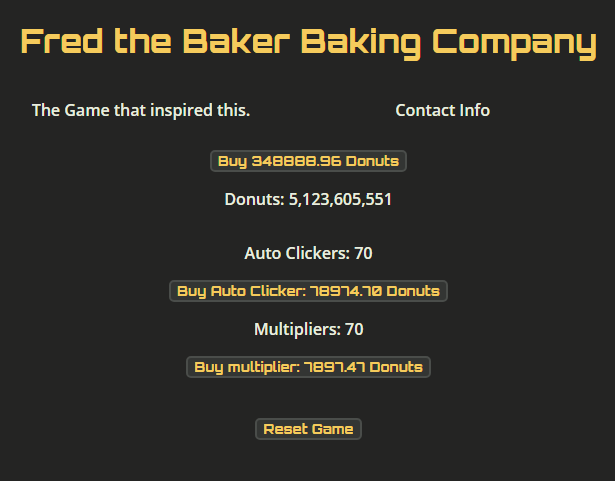 Fred the Baker Baking Company
The Game that inspired this. Contact Info
Buy 348888.96 Donuts
Donuts: 5,123,605,551
Auto Clickers: 70
Buy Auto Clicker: 78974.70 Donuts
Multipliers: 70
Buy multiplier: 7897.47 Donuts
Reset Game